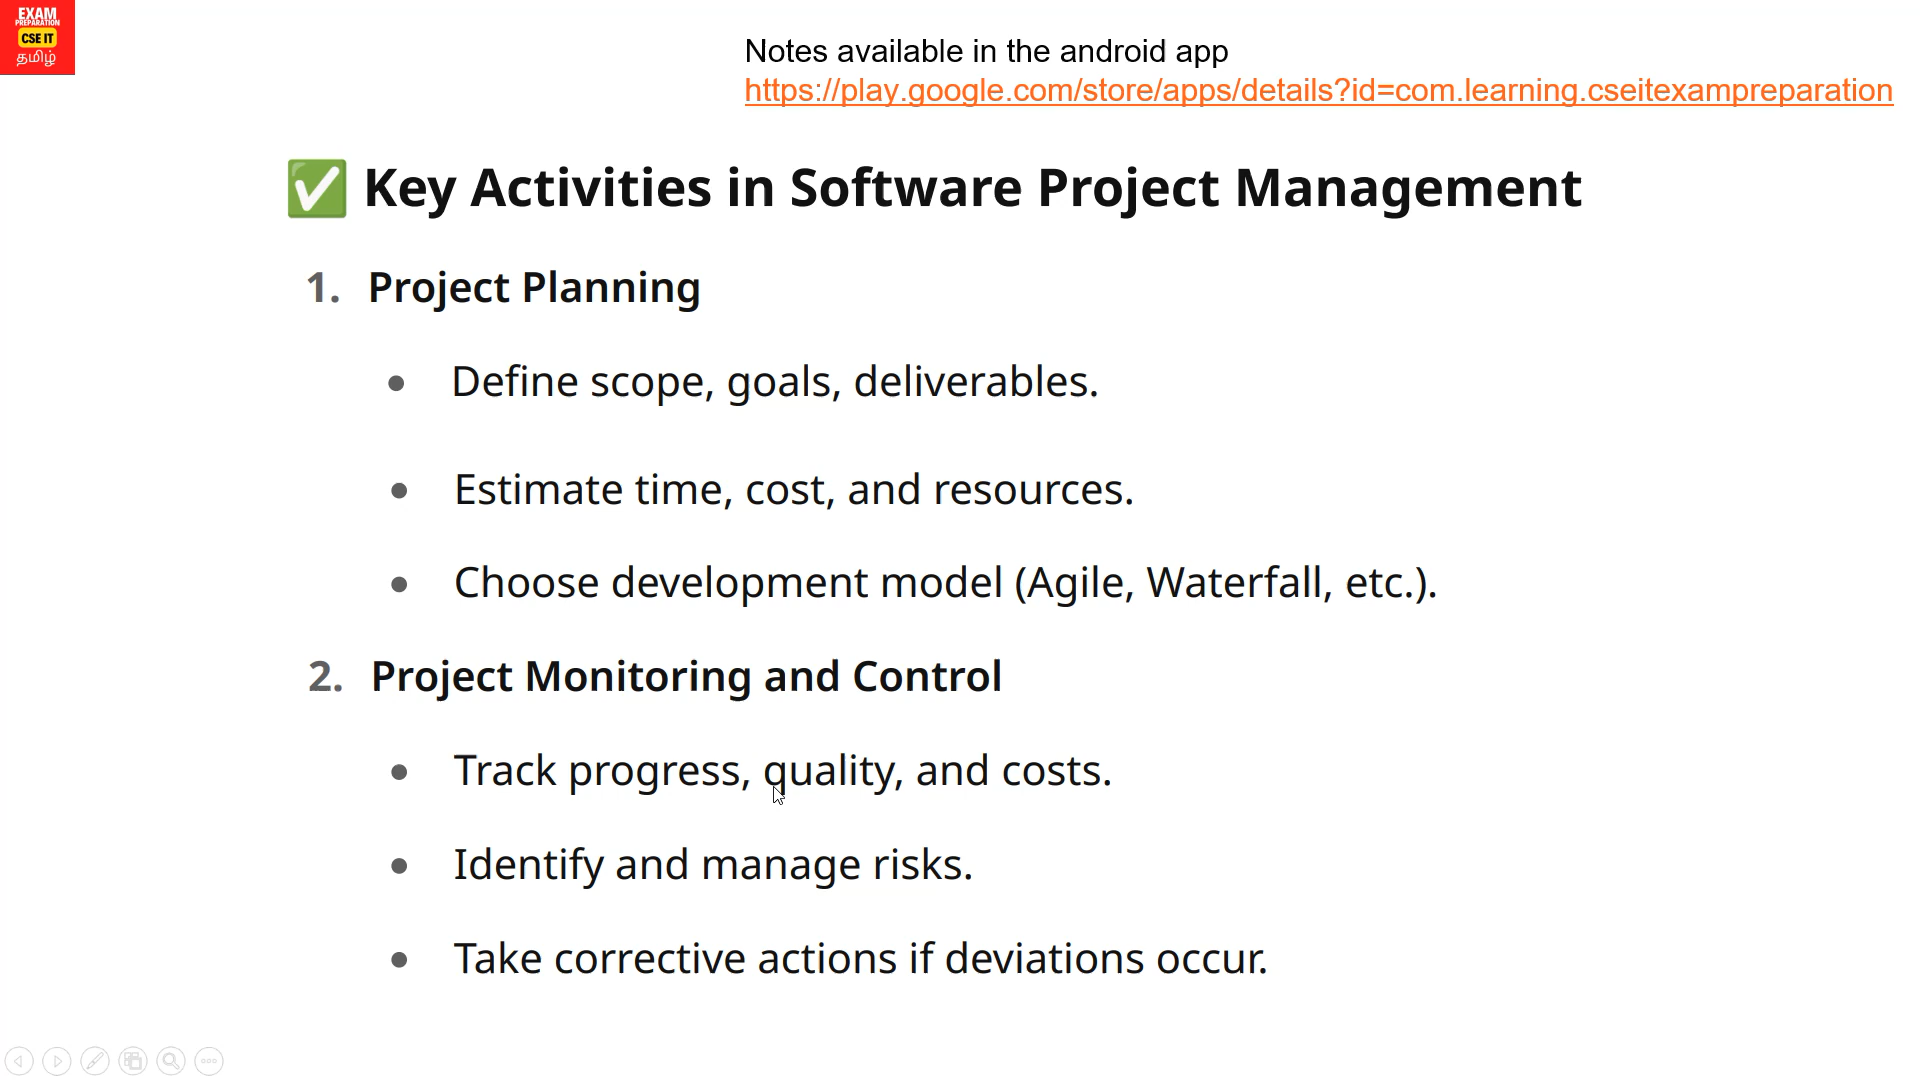 EXAM
PREPARATION
CSE IT
தமிழ்
Notes available in the android app
https://play.google.com/store/apps/details?id=com.learning.cseitexampreparation
✅ Key Activities in Software Project Management
1. Project Planning
● Define scope, goals, deliverables.
● Estimate time, cost, and resources.
● Choose development model (Agile, Waterfall, etc.).
2. Project Monitoring and Control
● Track progress, quality, and costs.
● Identify and manage risks.
● Take corrective actions if deviations occur.